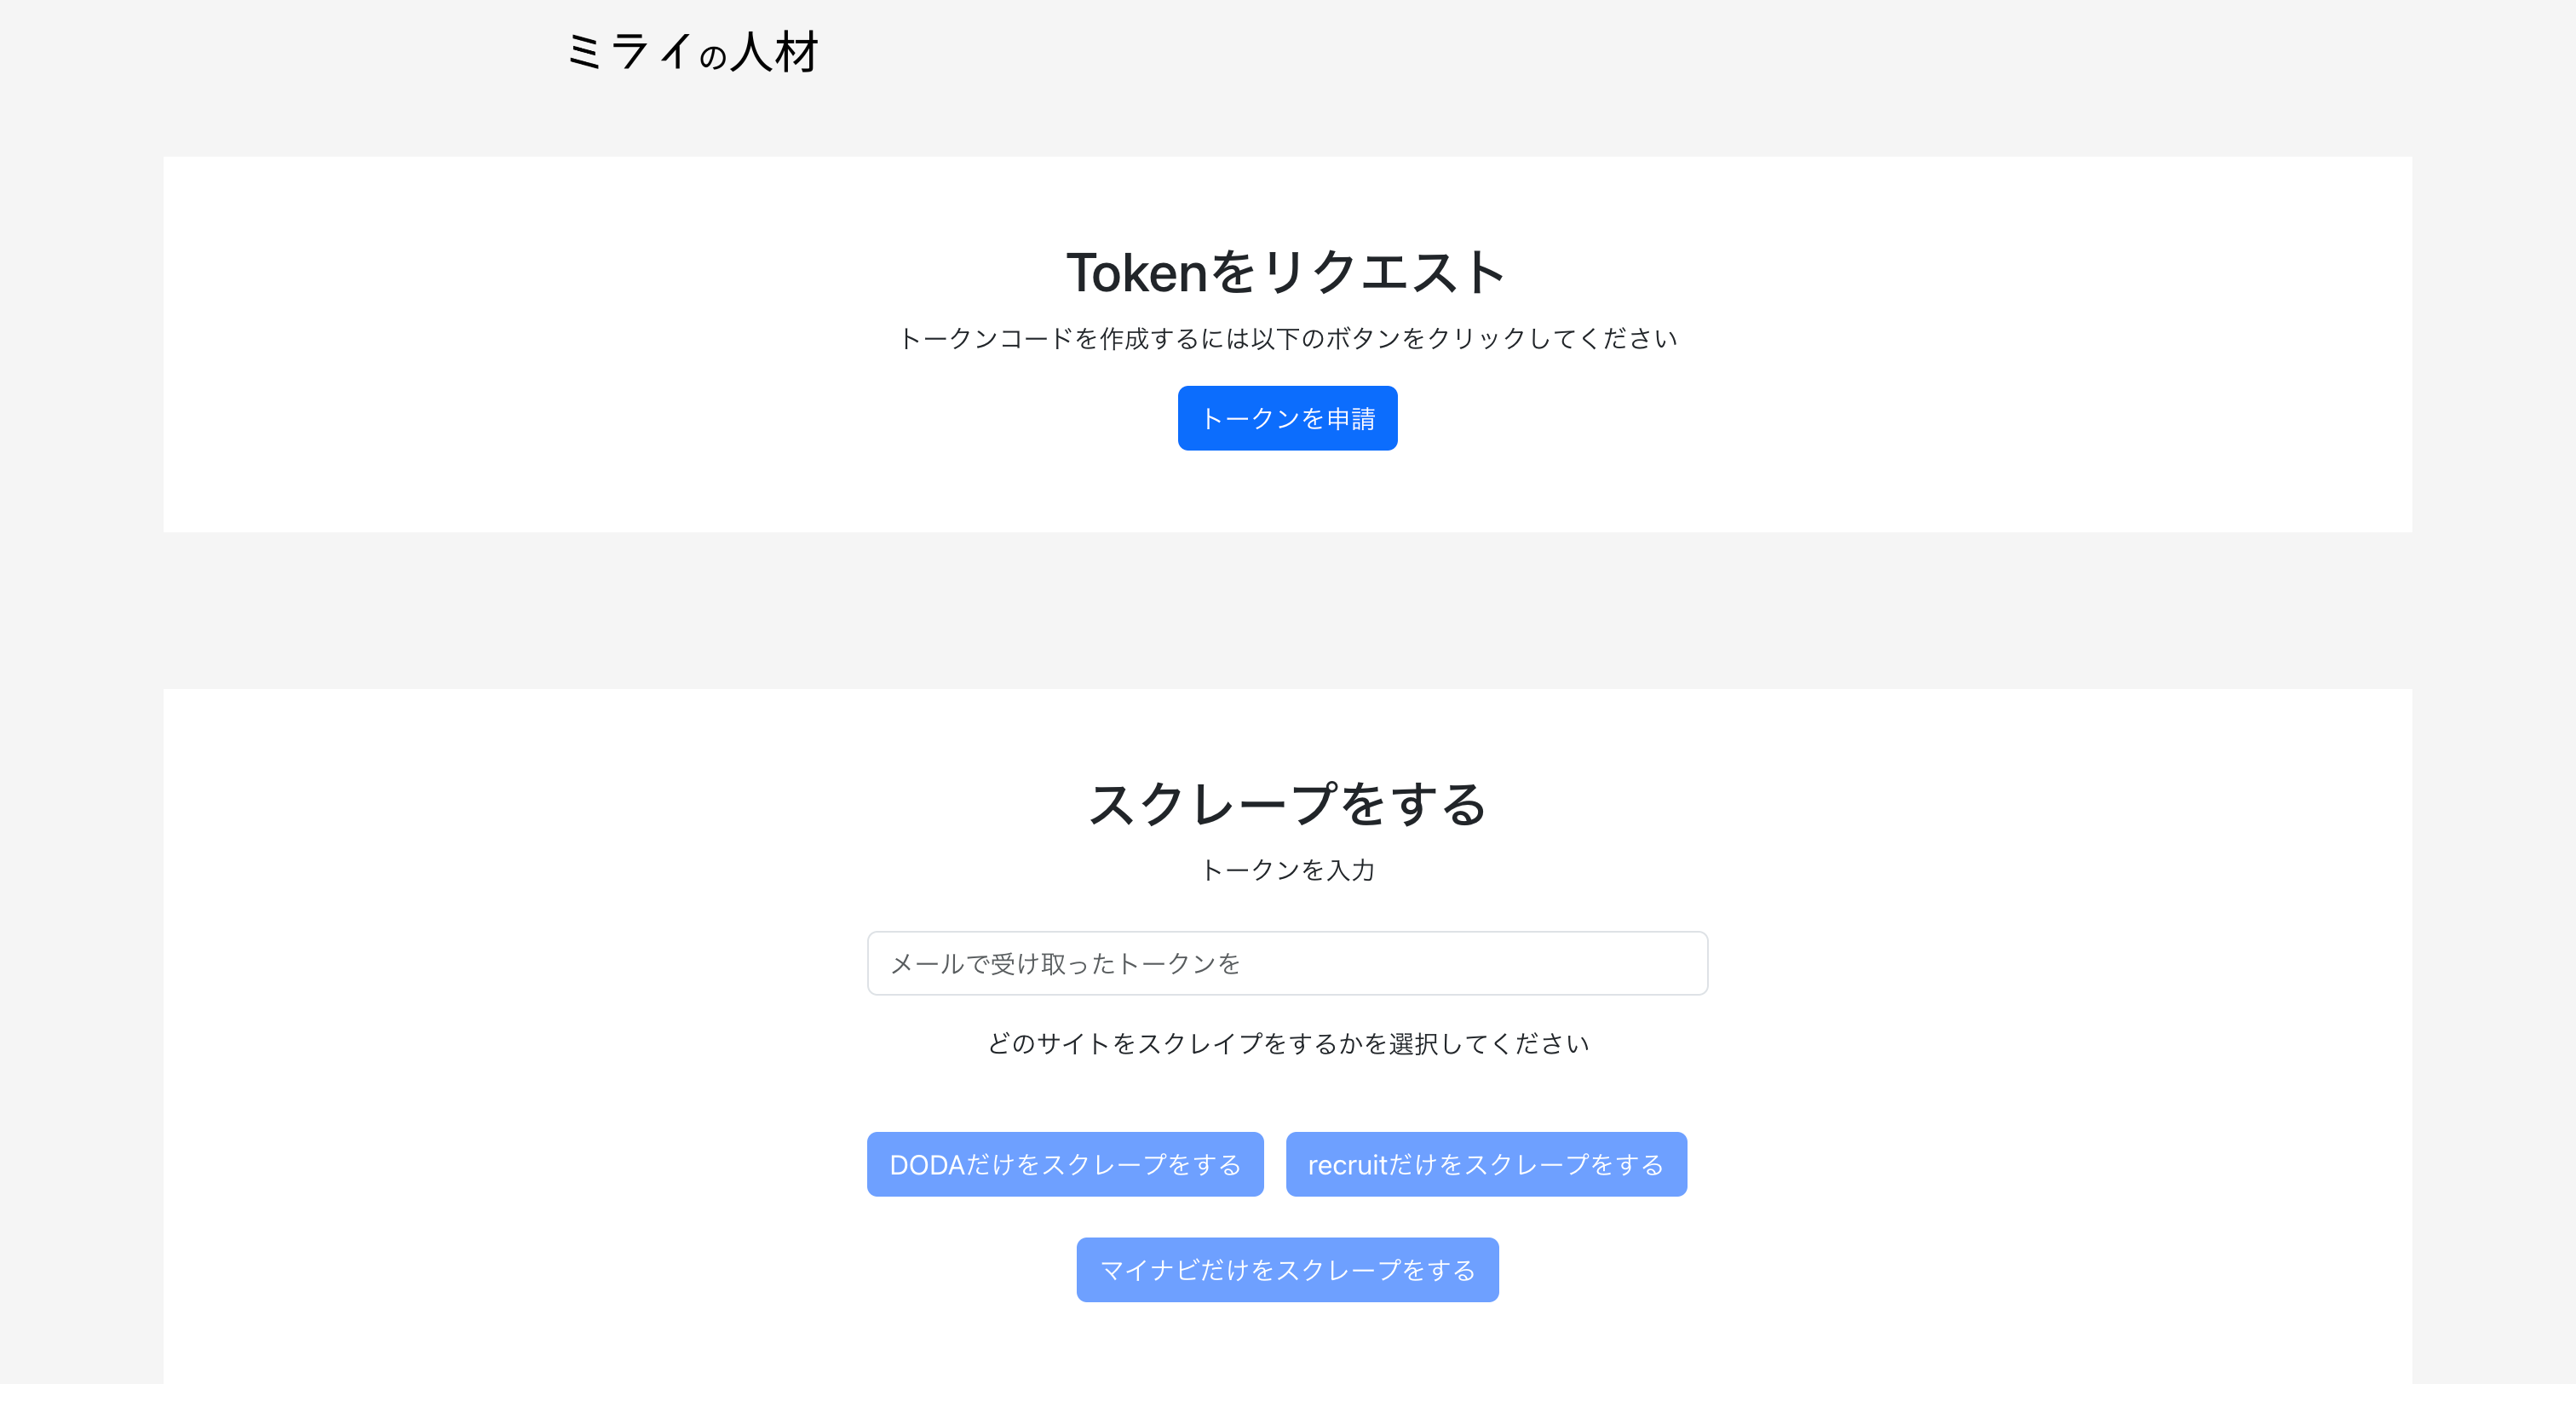 ミライの人材
Tokenをリクエスト
トークンコードを作成するには以下のボタンをクリックしてください
トークンを申請
スクレープをする
トークンを入力
メールで受け取ったトークンを
どのサイトをスクレイプをするかを選択してください
DODAだけをスクレープをする
recruitだけをスクレープをする
マイナビだけをスクレープをする